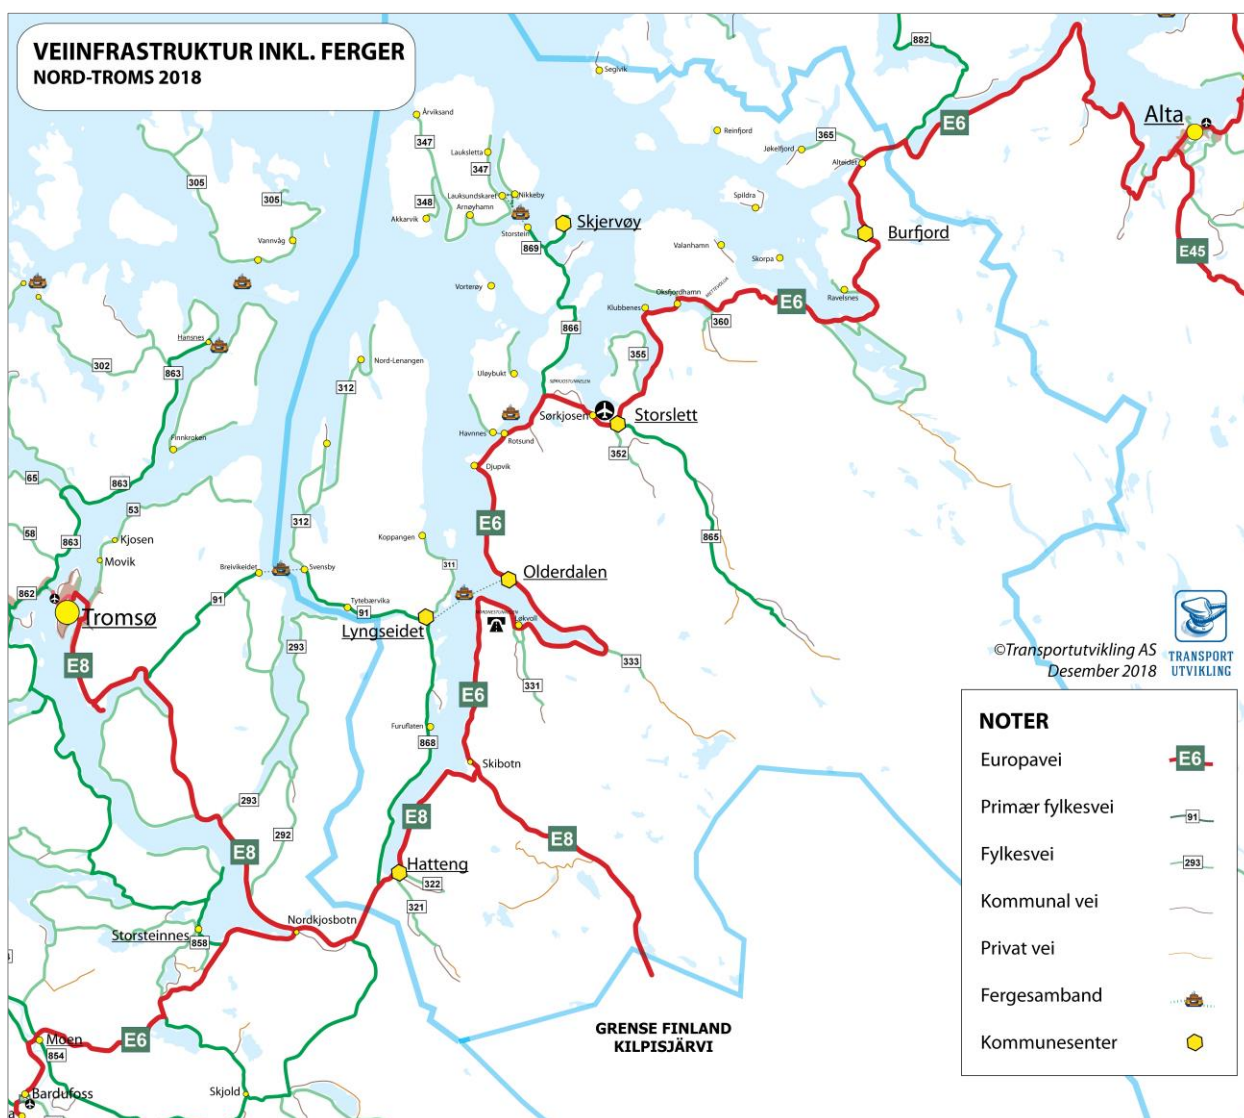 VEIINFRASTRUKTUR INKL. FERGER
NORD-TROMS 2018
882
Seglvik
E6
Alta
Årviksand
347
Lauksletta
347
Reinfjord
365
Jøkelfjord
Alteidet
305
305
348
Lauksundskaret
Nikkeby
Arnøyhamn
Akkarvik
Storstein
Skjervøy
Spildra
Burfjord
Vannvåg
869
Valanhamn
Skorpa
E45
Vorterøy
Klubbenes
Oksfjordhamn
E6
Ravelsnes
360
866
Hansnes
302
863
Nord-Lenangen
312
355
Uløybukt
Sørkjosen
Storslett
Havnnes
Rotsund
352
Finnkroken
Djupvik
65
863
53
58
863
Kjosen
Movik
312
E6
Koppangen
865
862
Breivikeidet
Svensby
311
Olderdalen
91
Tytebærvika
91
Tromsø
Lyngseidet
Løkvoll
293
E8
333
331
E6
Furuflaten
868
Skibotn
293
292
E8
E8
E8
Hatteng
322
321
Nordkjosbotn
Storsteinnes
858
E6
Moen
854
Skjold
Bardufoss
GRENSE FINLAND
KILPISJÄRVI
©Transportutvikling AS
Desember 2018
TRANSPORT
UTVIKLING
NOTER
Europavei
E6
Primær fylkesvei
91
Fylkesvei
293
Kommunal vei
Privat vei
Fergesamband
Kommunesenter